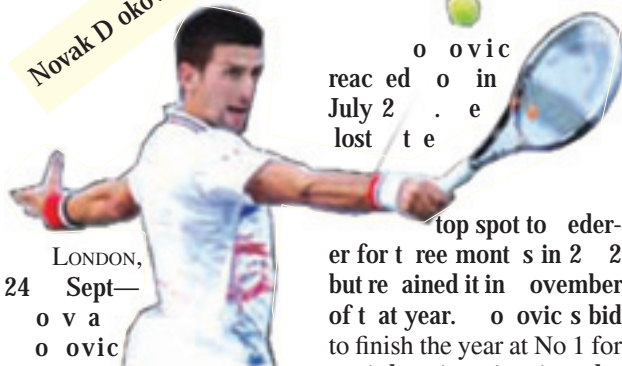 Novak D oko
LONDON,
24 Sept—
o v a
o ovic
o ovic
reac ed o in
July 2 . e
lost t e
top spot to eder-
er for t ree mont s in 2 2
but re ained it in ovember
of t at year. o ovic s bid
to finish the year at No 1 for